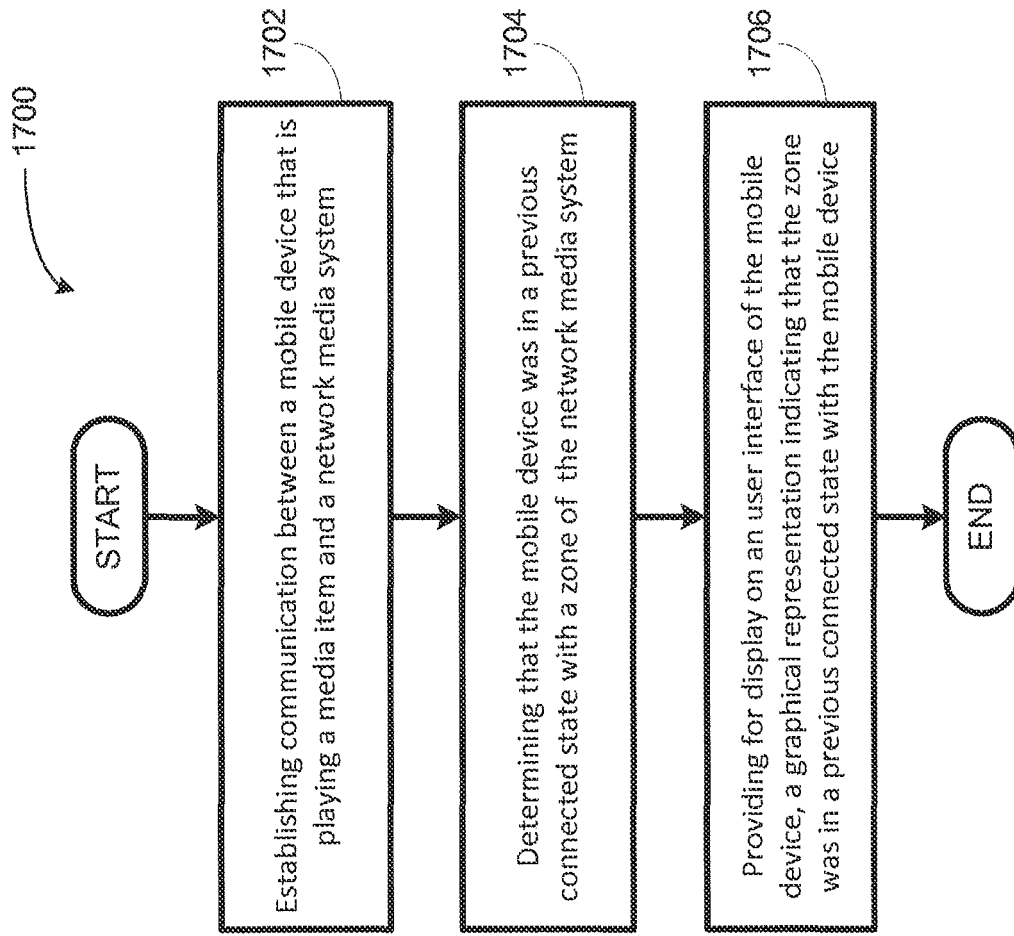 1700
START
Establishing communication between a mobile device that is
playing a media item and a network media system
1702
Determining that the mobile device was in a previous
connected state with a zone of the network media system
1704
Providing for display on an user interface of the mobile
device, a graphical representation indicating that the zone
was in a previous connected state with the mobile device
1706
END